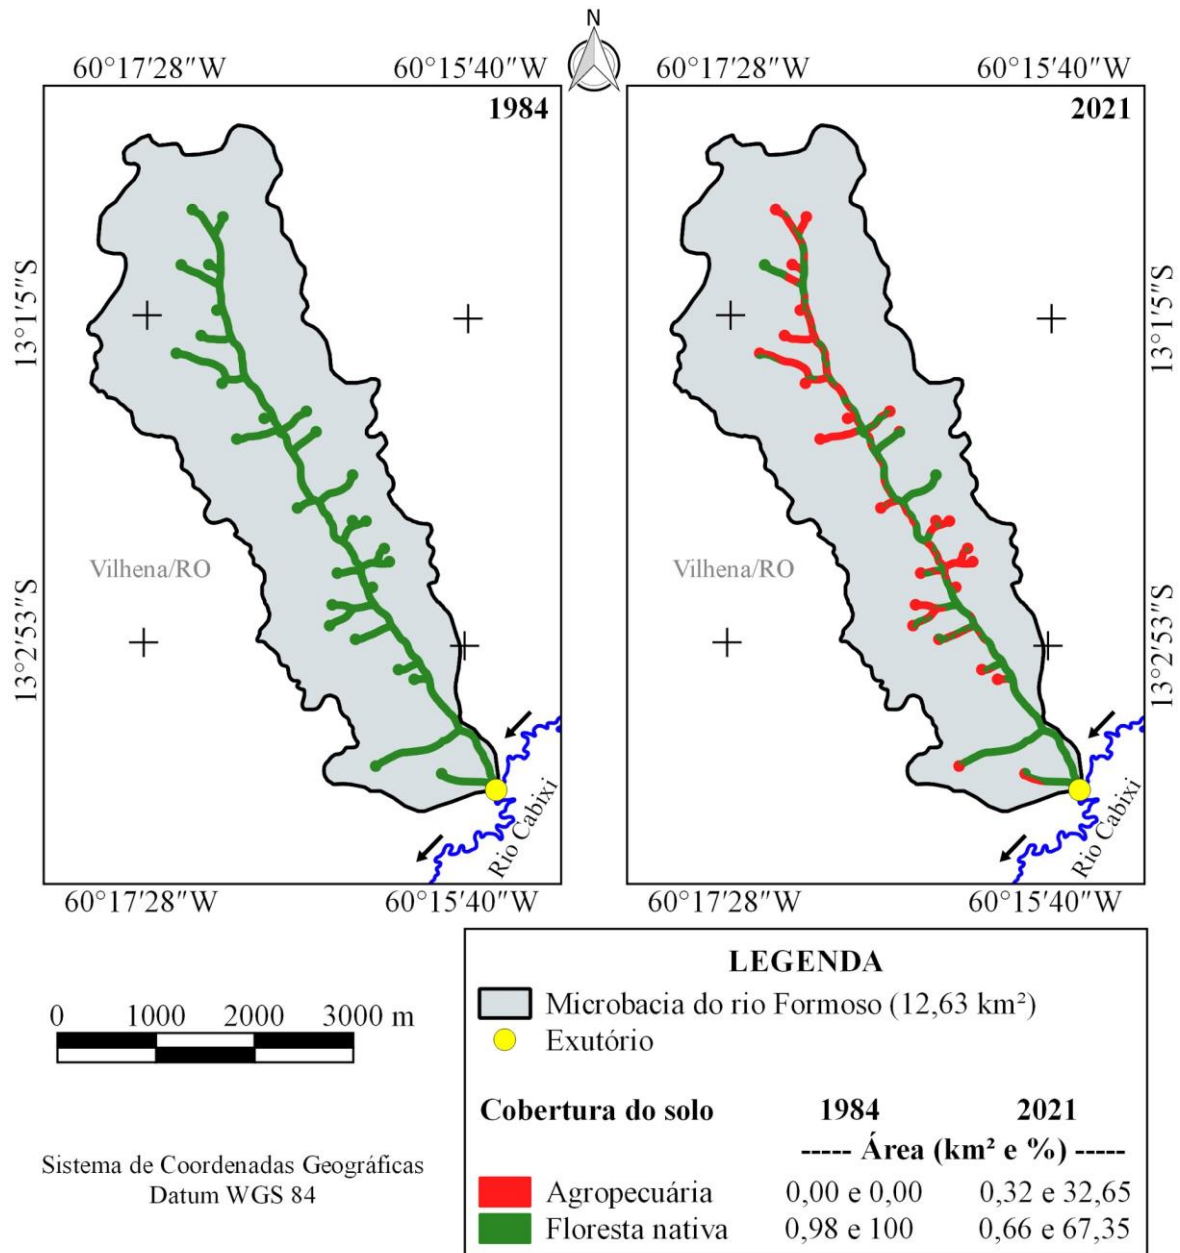 N
60°17'28"W 60°15'40"W 60°17'28"W 60°15'40"W
1984 2021
13°1'5"S 13°1'5"S
Vilhena/RO Vilhena/RO
13°2'53"S 13°2'53"S
Rio Cabixi Rio Cabixi
60°17'28"W 60°15'40"W 60°17'28"W 60°15'40"W
LEGENDA
Microbacia do rio Formoso (12,63 km²)
Exutório
0 1000 2000 3000 m
Cobertura do solo 1984 2021
----- Área (km² e %) -----
Agropecuária 0,00 e 0,00 0,32 e 32,65
Floresta nativa 0,98 e 100 0,66 e 67,35
Sistema de Coordenadas Geográficas
Datum WGS 84